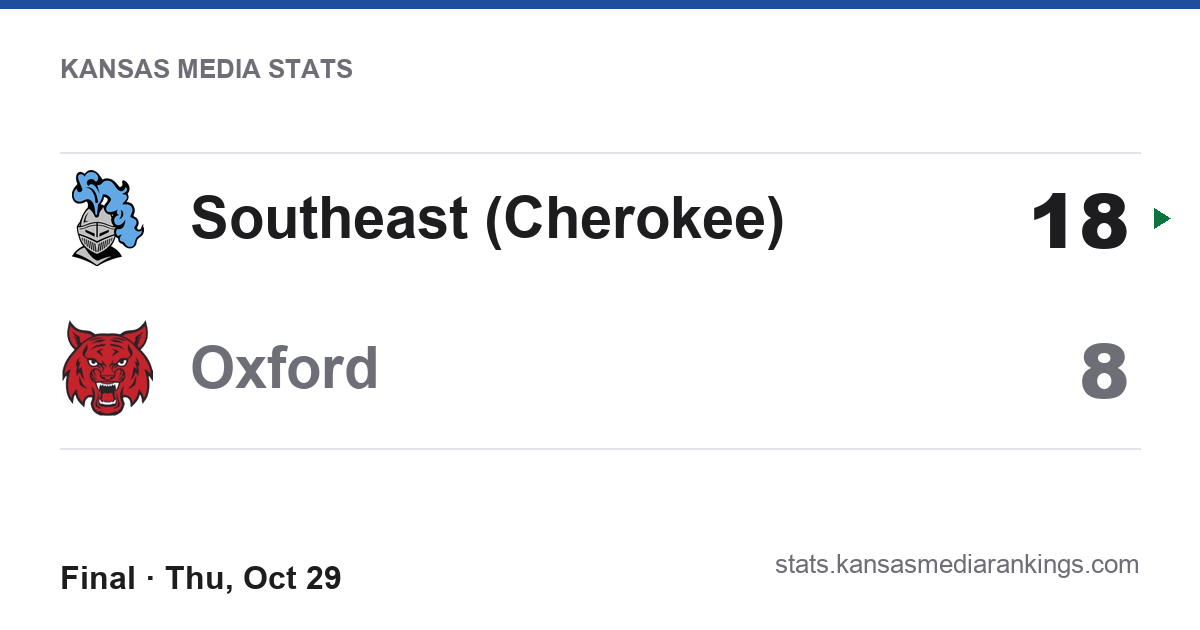 KANSAS MEDIA STATS
Southeast (Cherokee) 18
Oxford 8
Final · Thu, Oct 29
stats.kansasmediarankings.com